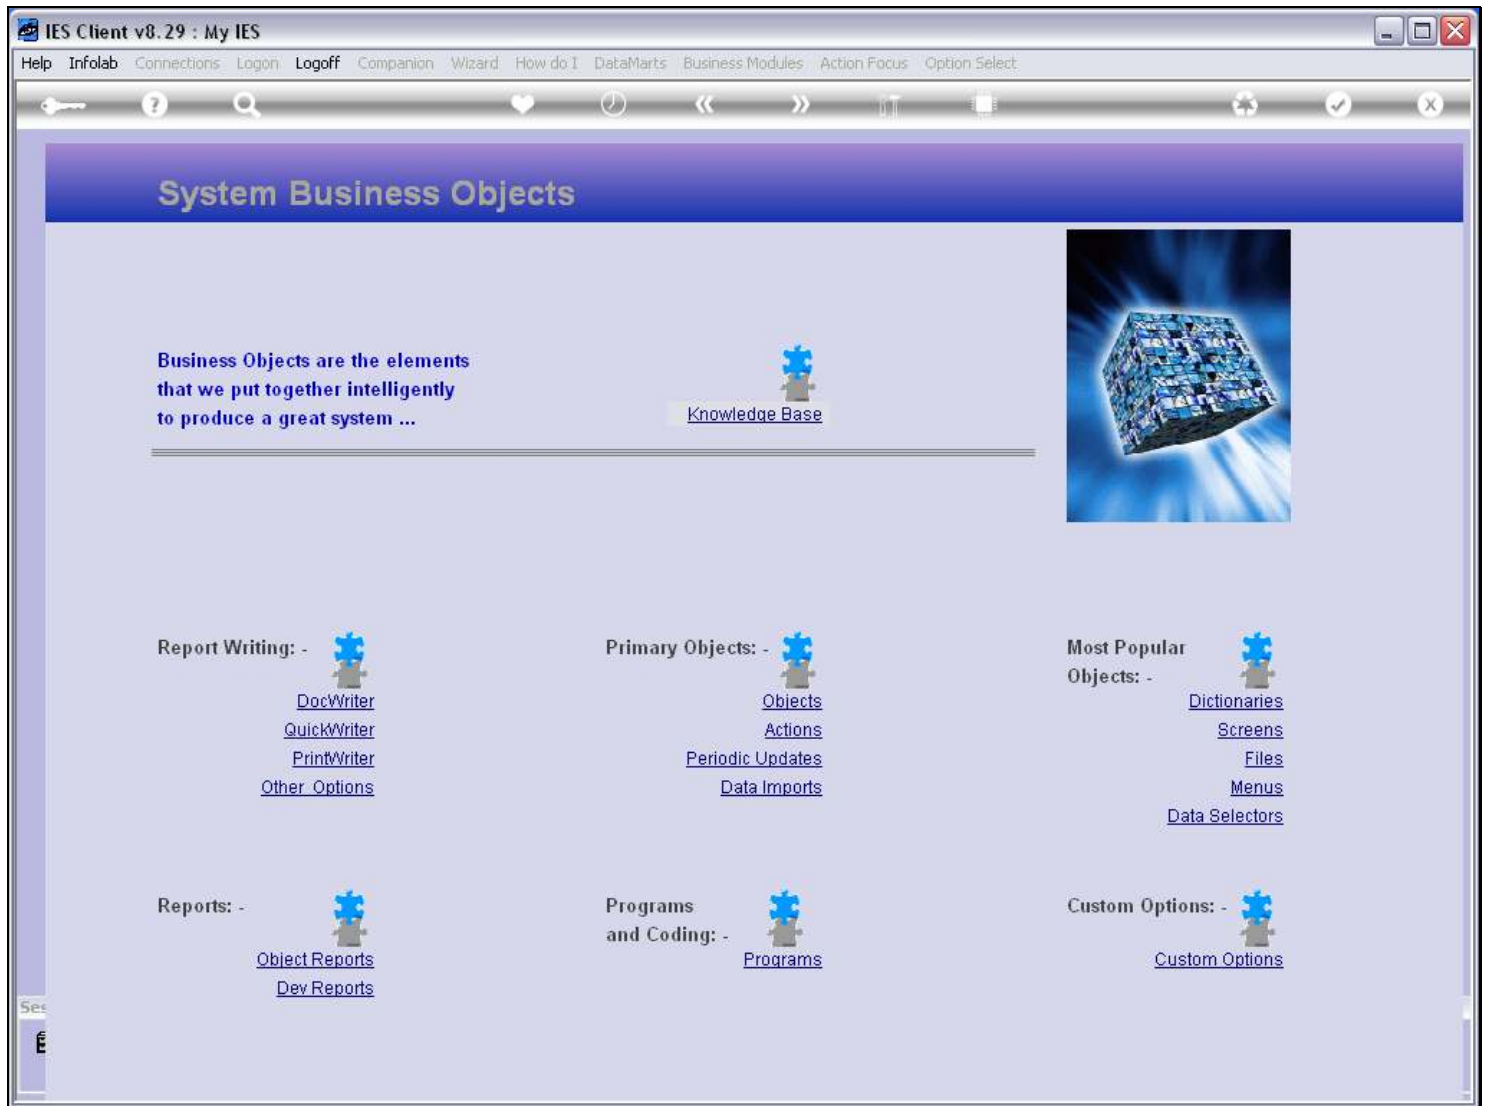 IES Client v8.29 : My IES
Help Infolab Connections Logon Logoff Companion Wizard How do I DataMarts Business Modules Action Focus Option Select
System Business Objects
Business Objects are the elements
that we put together intelligently
to produce a great system ...
Knowledge Base
Report Writing: -
DocWriter
QuickWriter
PrintWriter
Other Options
Primary Objects: -
Objects
Actions
Periodic Updates
Data Imports
Most Popular
Objects: -
Dictionaries
Screens
Files
Menus
Data Selectors
Reports: -
Object Reports
Dev Reports
Programs
and Coding: -
Programs
Custom Options: -
Custom Options